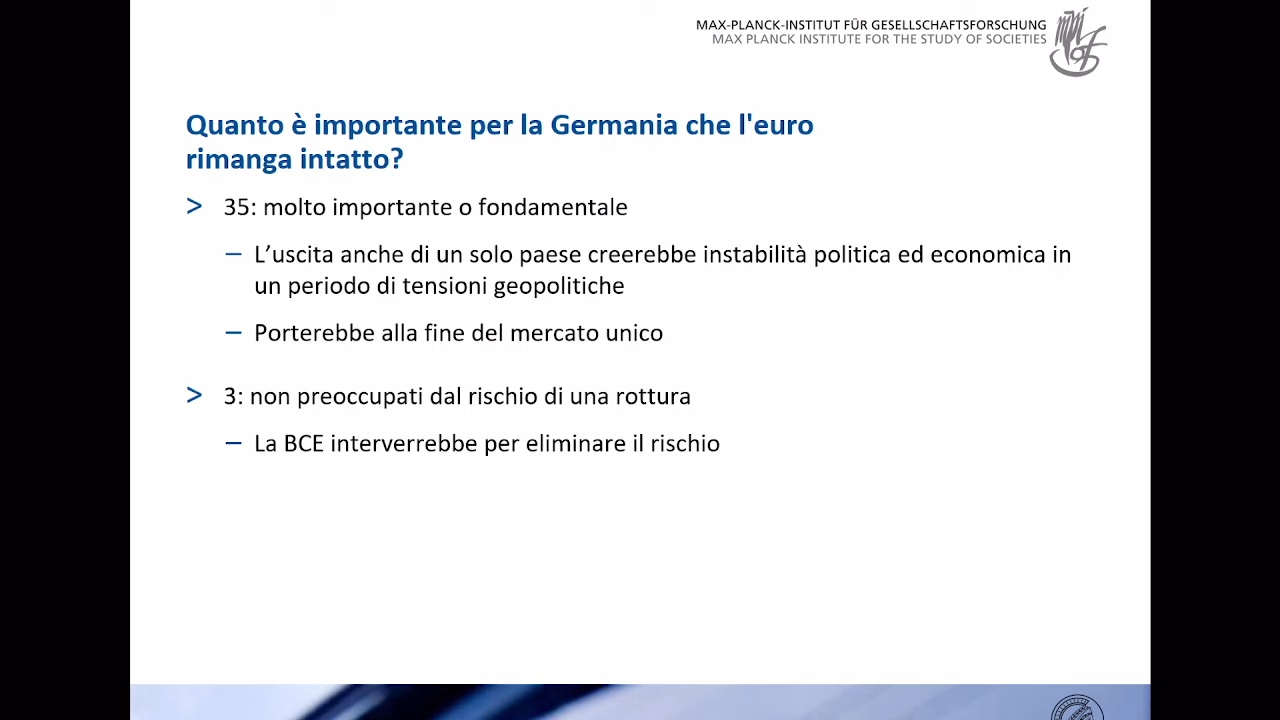 MAX-PLANCK-INSTITUT FÜR GESELLSCHAFTSFORSCHUNG
MAX PLANCK INSTITUTE FOR THE STUDY OF SOCIETIES
Quanto è importante per la Germania che l'euro
rimanga intatto?
> 35: molto importante o fondamentale
– L’uscita anche di un solo paese creerebbe instabilità politica ed economica in
un periodo di tensioni geopolitiche
– Porterebbe alla fine del mercato unico
> 3: non preoccupati dal rischio di una rottura
– La BCE interverrebbe per eliminare il rischio